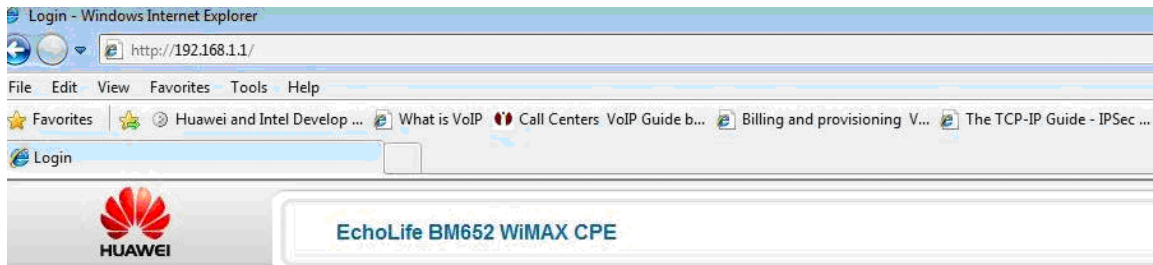 Login - Windows Internet Explorer
http://192.168.1.1/
File Edit View Favorites Tools Help
Favorites Huawei and Intel Develop ... What is VoIP Call Centers VoIP Guide b... Billing and provisioning V... The TCP-IP Guide - IPSec ...
Login
HUAWEI
EchoLife BM652 WiMAX CPE